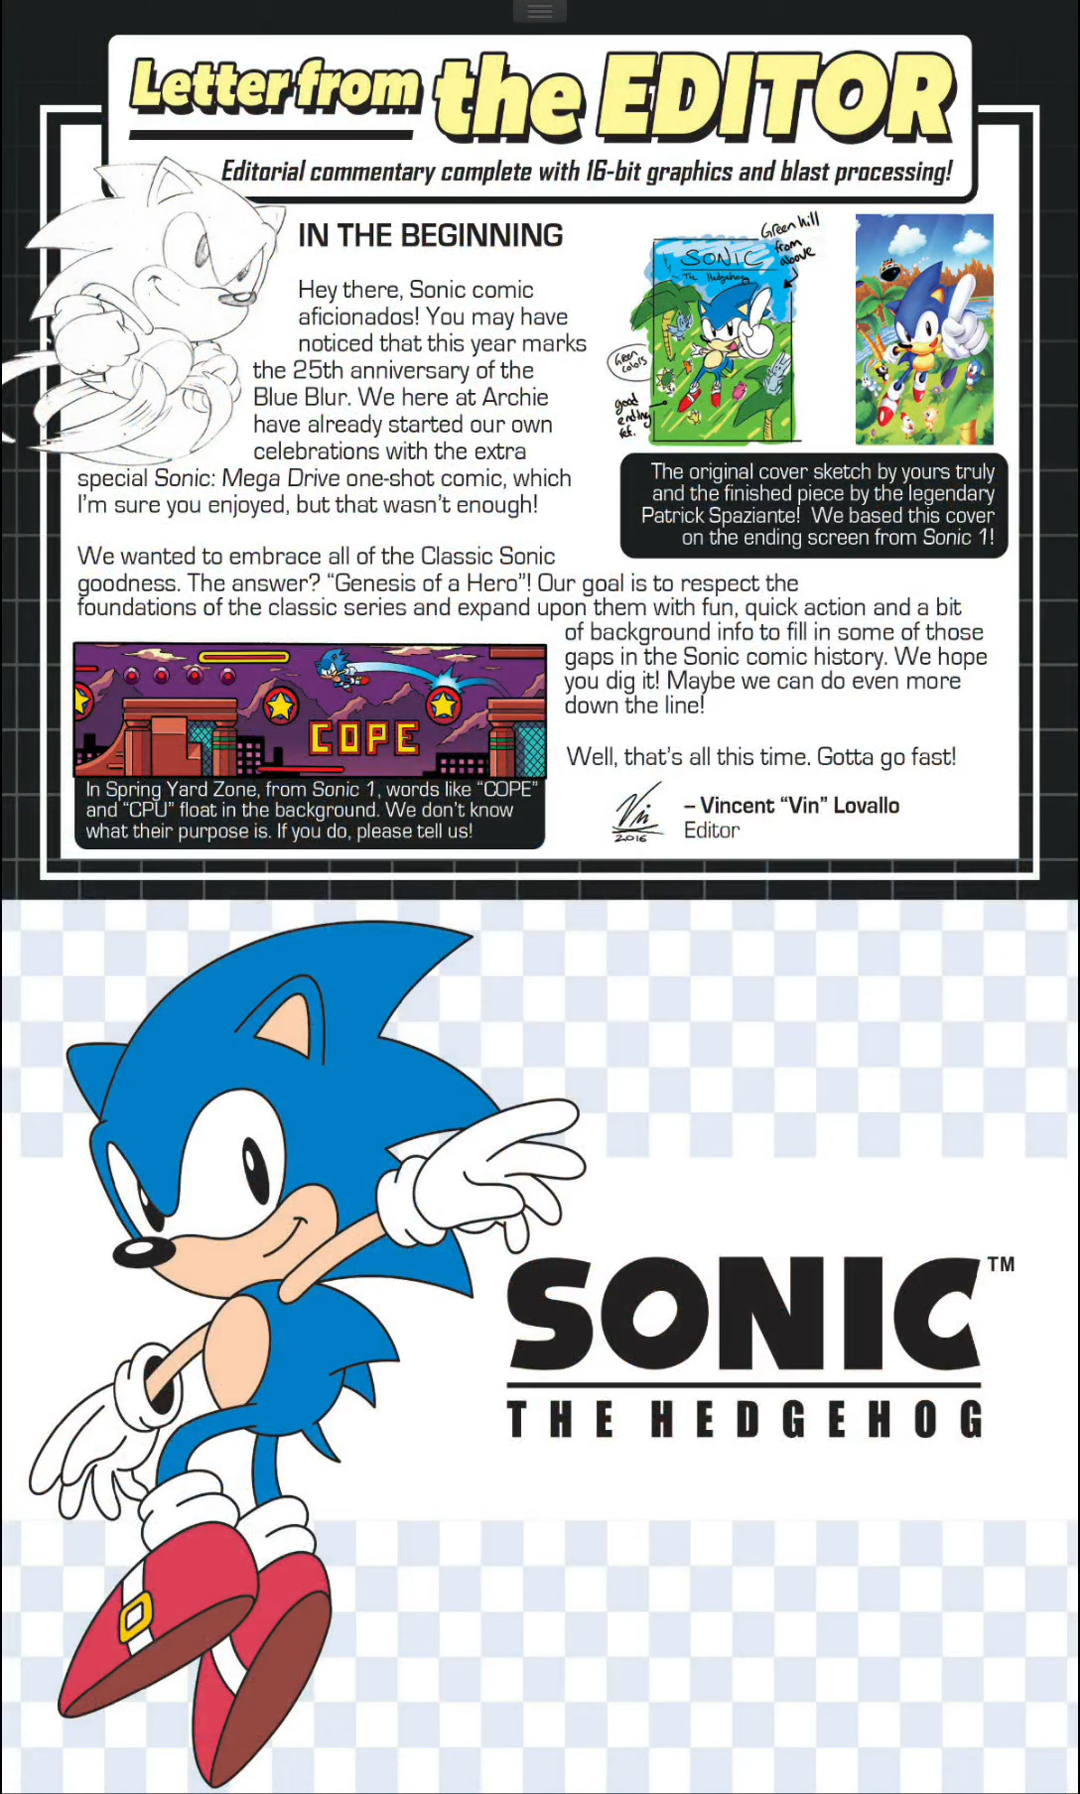 Letter from the EDITOR
Editorial commentary complete with 16-bit graphics and blast processing!
IN THE BEGINNING
Hey there, Sonic comic
aficionados! You may have
noticed that this year marks
the 25th anniversary of the
Blue Blur. We here at Archie
have already started our own
celebrations with the extra
special Sonic: Mega Drive one-shot comic, which
I'm sure you enjoyed, but that wasn't enough!
We wanted to embrace all of the Classic Sonic
goodness. The answer? "Genesis of a Hero"! Our goal is to respect the
foundations of the classic series and expand upon them with fun, quick action and a bit
of background info to fill in some of those
gaps in the Sonic comic history. We hope
you dig it! Maybe we can do even more
down the line!
Well, that's all this time. Gotta go fast!
Vin
2016
– Vincent "Vin" Lovallo
Editor
SONIC
The Hedgehog
Green hill
from
above
Green
colors
good
ending
ref.
The original cover sketch by yours truly
and the finished piece by the legendary
Patrick Spaziante! We based this cover
on the ending screen from Sonic 1!
COPE
In Spring Yard Zone, from Sonic 1, words like "COPE"
and "CPU" float in the background. We don't know
what their purpose is. If you do, please tell us!
SONIC™
THE HEDGEHOG